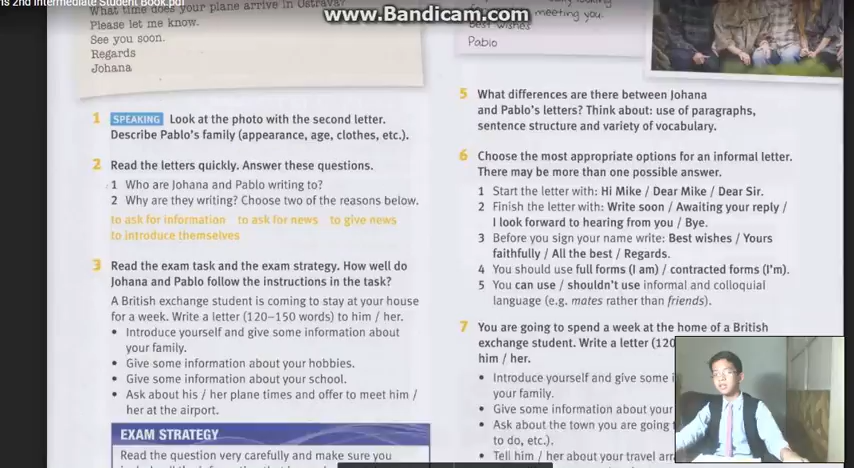 ns 2nd Intermediate Student Book.pdf
www.Bandicam.com
What time does your plane arrive in Ostrava?
Please let me know.
See you soon.
Regards
Johana
meeting you.
Best wishes
Pablo
1 SPEAKING Look at the photo with the second letter.
Describe Pablo's family (appearance, age, clothes, etc.).
2 Read the letters quickly. Answer these questions.
1 Who are Johana and Pablo writing to?
2 Why are they writing? Choose two of the reasons below.
to ask for information to ask for news to give news
to introduce themselves
3 Read the exam task and the exam strategy. How well do
Johana and Pablo follow the instructions in the task?
A British exchange student is coming to stay at your house
for a week. Write a letter (120–150 words) to him / her.
• Introduce yourself and give some information about
your family.
• Give some information about your hobbies.
• Give some information about your school.
• Ask about his / her plane times and offer to meet him /
her at the airport.
EXAM STRATEGY
Read the question very carefully and make sure you
5 What differences are there between Johana
and Pablo's letters? Think about: use of paragraphs,
sentence structure and variety of vocabulary.
6 Choose the most appropriate options for an informal letter.
There may be more than one possible answer.
1 Start the letter with: Hi Mike / Dear Mike / Dear Sir.
2 Finish the letter with: Write soon / Awaiting your reply /
I look forward to hearing from you / Bye.
3 Before you sign your name write: Best wishes / Yours
faithfully / All the best / Regards.
4 You should use full forms (I am) / contracted forms (I'm).
5 You can use / shouldn't use informal and colloquial
language (e.g. mates rather than friends).
7 You are going to spend a week at the home of a British
exchange student. Write a letter (120
him / her.
• Introduce yourself and give some i
your family.
• Give some information about your
• Ask about the town you are going t
to do, etc.).
• Tell him / her about your travel arr